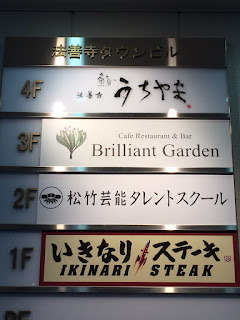 法善寺タウンビル
4F
鮨
法善寺
うちやま
3F
Cafe Restaurant & Bar
Brilliant Garden
2F
松竹芸能タレントスクール
1F
いきなりステーキ
IKINARI STEAK